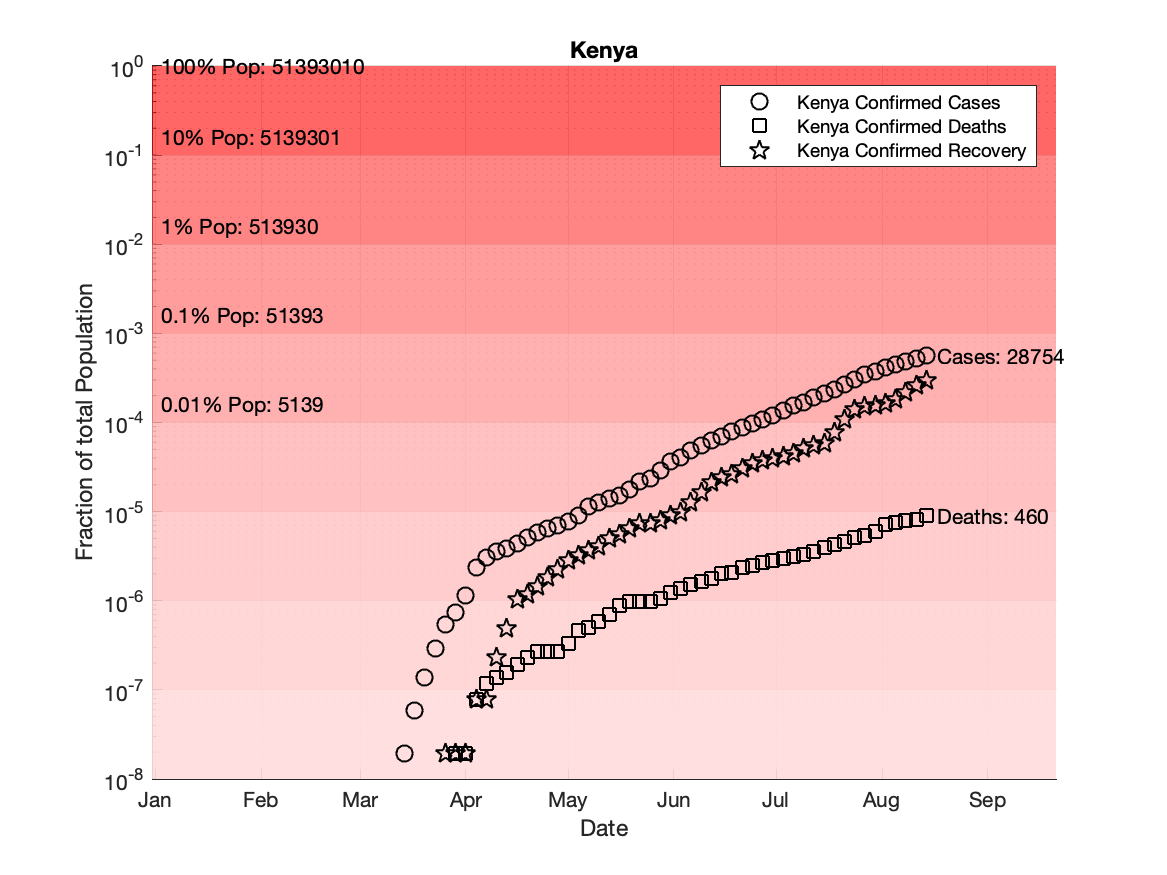 Kenya
10^0
10^-1
10^-2
10^-3
10^-4
10^-5
10^-6
10^-7
10^-8
Fraction of total Population
100% Pop: 51393010
10% Pop: 5139301
1% Pop: 513930
0.1% Pop: 51393
0.01% Pop: 5139
Kenya Confirmed Cases
Kenya Confirmed Deaths
Kenya Confirmed Recovery
Cases: 28754
Deaths: 460
Jan Feb Mar Apr May Jun Jul Aug Sep
Date